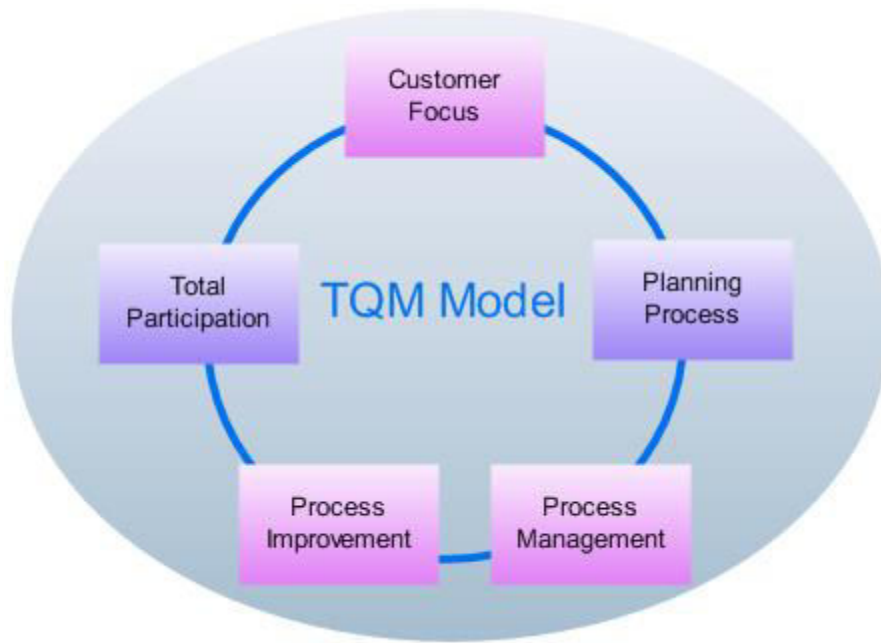 Customer
Focus
Total
Participation
TQM Model
Planning
Process
Process
Improvement
Process
Management